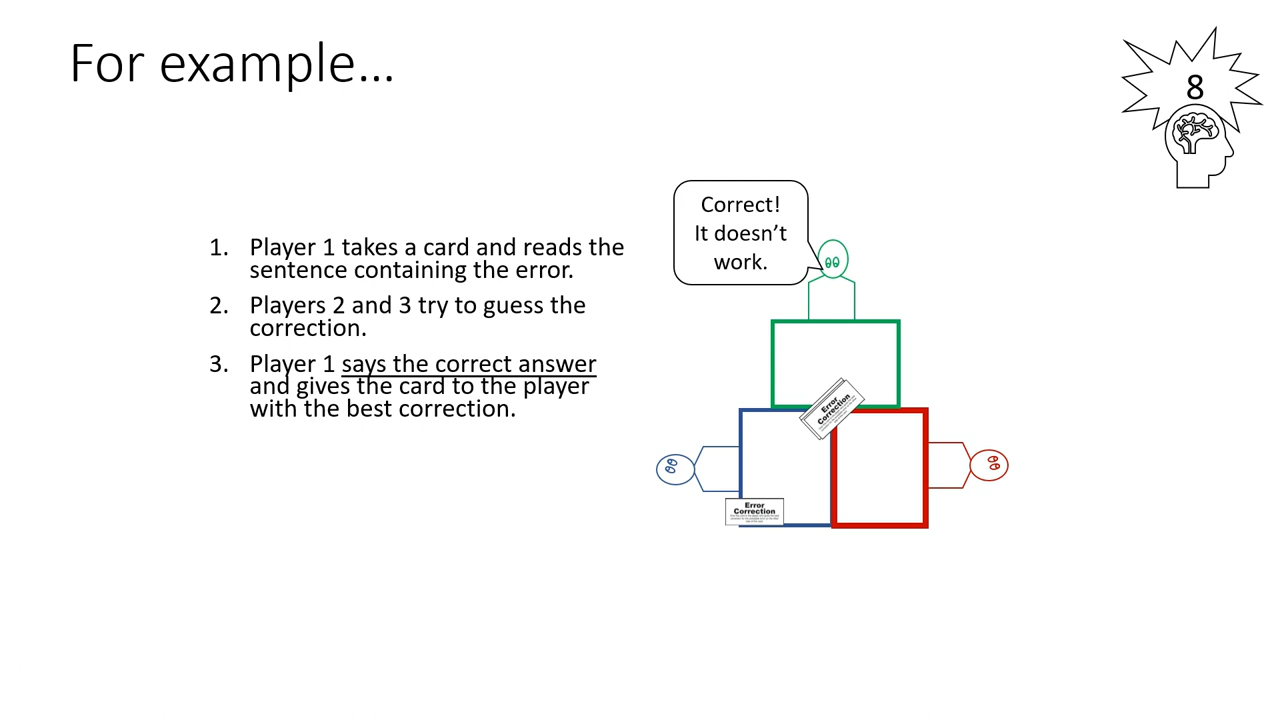 For example...
8
Correct!
It doesn’t
work.
1. Player 1 takes a card and reads the
sentence containing the error.
2. Players 2 and 3 try to guess the
correction.
3. Player 1 says the correct answer
and gives the card to the player
with the best correction.
Error
Correction
Error
Correction